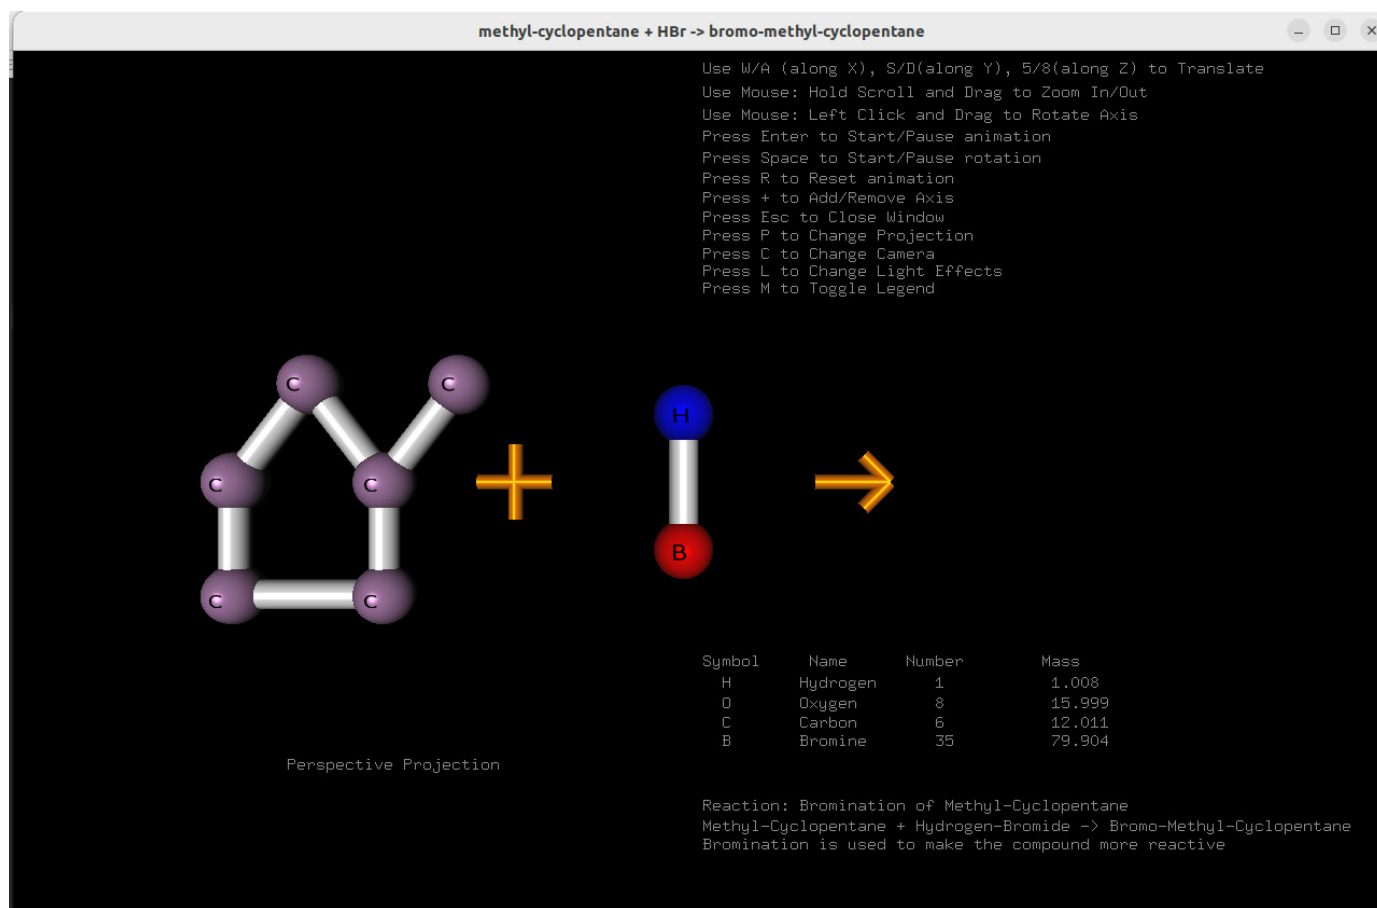 methyl-cyclopentane + HBr -> bromo-methyl-cyclopentane
Use W/A (along X), S/D(along Y), 5/8(along Z) to Translate
Use Mouse: Hold Scroll and Drag to Zoom In/Out
Use Mouse: Left Click and Drag to Rotate Axis
Press Enter to Start/Pause animation
Press Space to Start/Pause rotation
Press R to Reset animation
Press + to Add/Remove Axis
Press Esc to Close Window
Press P to Change Projection
Press C to Change Camera
Press L to Change Light Effects
Press M to Toggle Legend
C C
H
C C
B
C C
Symbol Name Number Mass
H Hydrogen 1 1.008
O Oxygen 8 15.999
C Carbon 6 12.011
B Bromine 35 79.904
Perspective Projection
Reaction: Bromination of Methyl-Cyclopentane
Methyl-Cyclopentane + Hydrogen-Bromide -> Bromo-Methyl-Cyclopentane
Bromination is used to make the compound more reactive